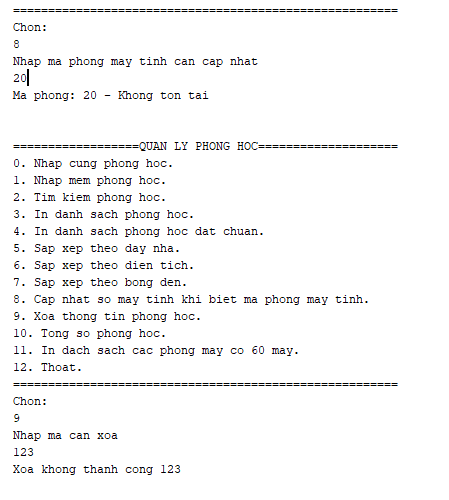 =======================================================
Chon:
8
Nhap ma phong may tinh can cap nhat
20
Ma phong: 20 - Khong ton tai
==================QUAN LY PHONG HOC====================
0. Nhap cung phong hoc.
1. Nhap mem phong hoc.
2. Tim kiem phong hoc.
3. In danh sach phong hoc.
4. In danh sach phong hoc dat chuan.
5. Sap xep theo day nha.
6. Sap xep theo dien tich.
7. Sap xep theo bong den.
8. Cap nhat so may tinh khi biet ma phong may tinh.
9. Xoa thong tin phong hoc.
10. Tong so phong hoc.
11. In dach sach cac phong may co 60 may.
12. Thoat.
=======================================================
Chon:
9
Nhap ma can xoa
123
Xoa khong thanh cong 123